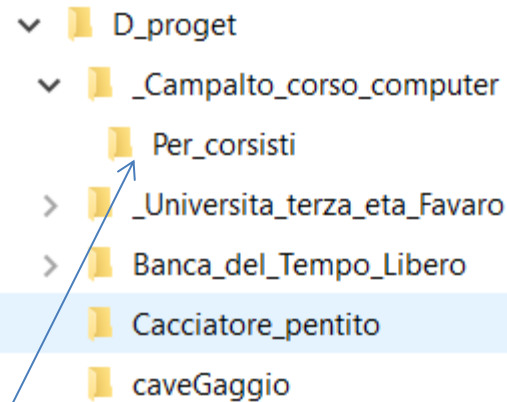 D_proget
_Campalto_corso_computer
Per_corsisti
_Universita_terza_eta_Favaro
Banca_del_Tempo_Libero
Cacciatore_pentito
caveGaggio